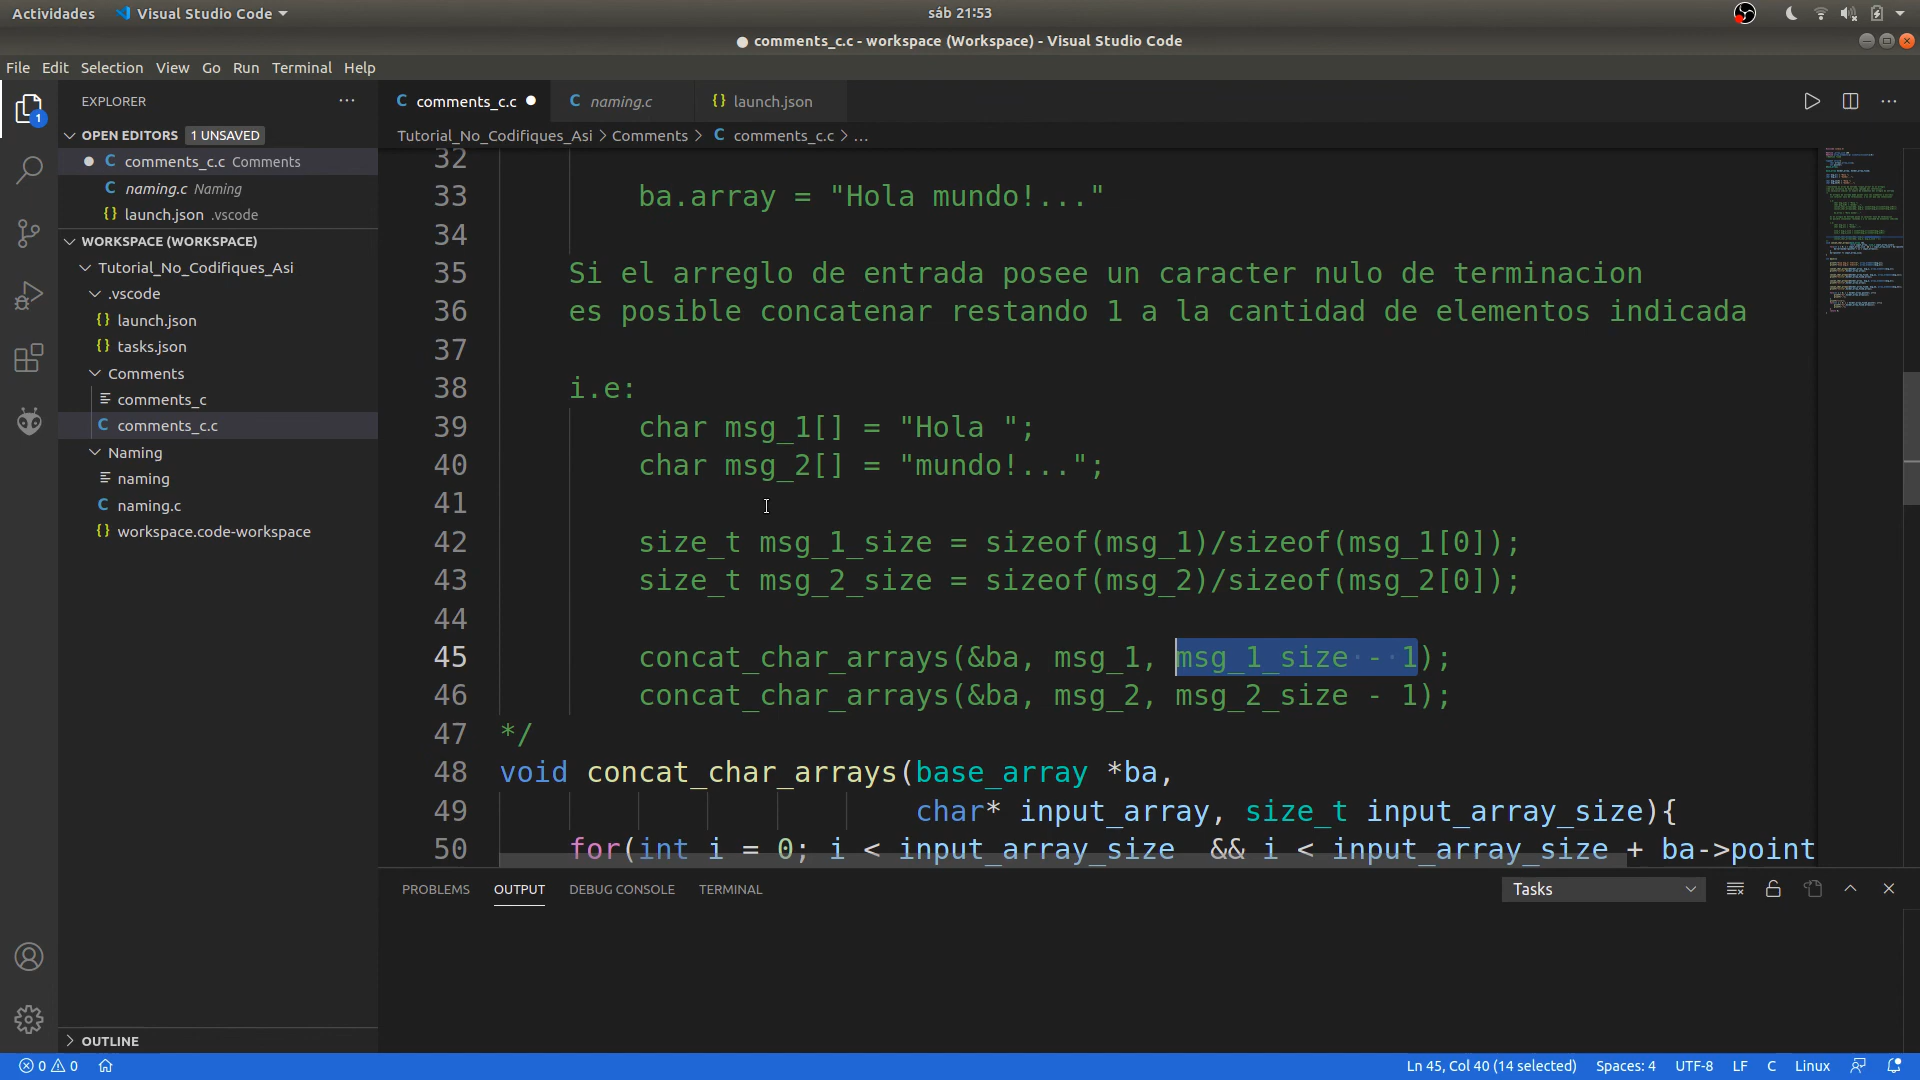 Actividades Visual Studio Code sáb 21:53
● comments_c.c - workspace (Workspace) - Visual Studio Code
File Edit Selection View Go Run Terminal Help
EXPLORER
OPEN EDITORS 1 UNSAVED
comments_c.c Comments
naming.c Naming
launch.json .vscode
WORKSPACE (WORKSPACE)
Tutorial_No_Codifiques_Asi
.vscode
launch.json
tasks.json
Comments
comments_c
comments_c.c
Naming
naming
naming.c
workspace.code-workspace
OUTLINE
1
comments_c.c naming.c launch.json
Tutorial_No_Codifiques_Asi > Comments > comments_c.c > ...
32
33 ba.array = "Hola mundo!..."
34
35 Si el arreglo de entrada posee un caracter nulo de terminacion
36 es posible concatenar restando 1 a la cantidad de elementos indicada
37
38 i.e:
39 char msg_1[] = "Hola ";
40 char msg_2[] = "mundo!...";
41
42 size_t msg_1_size = sizeof(msg_1)/sizeof(msg_1[0]);
43 size_t msg_2_size = sizeof(msg_2)/sizeof(msg_2[0]);
44
45 concat_char_arrays(&ba, msg_1, msg_1_size - 1);
46 concat_char_arrays(&ba, msg_2, msg_2_size - 1);
47 */
48 void concat_char_arrays(base_array *ba,
49 char* input_array, size_t input_array_size){
50 for(int i = 0; i < input_array_size && i < input_array_size + ba->point
PROBLEMS OUTPUT DEBUG CONSOLE TERMINAL Tasks
0 0 Ln 45, Col 40 (14 selected) Spaces: 4 UTF-8 LF C Linux